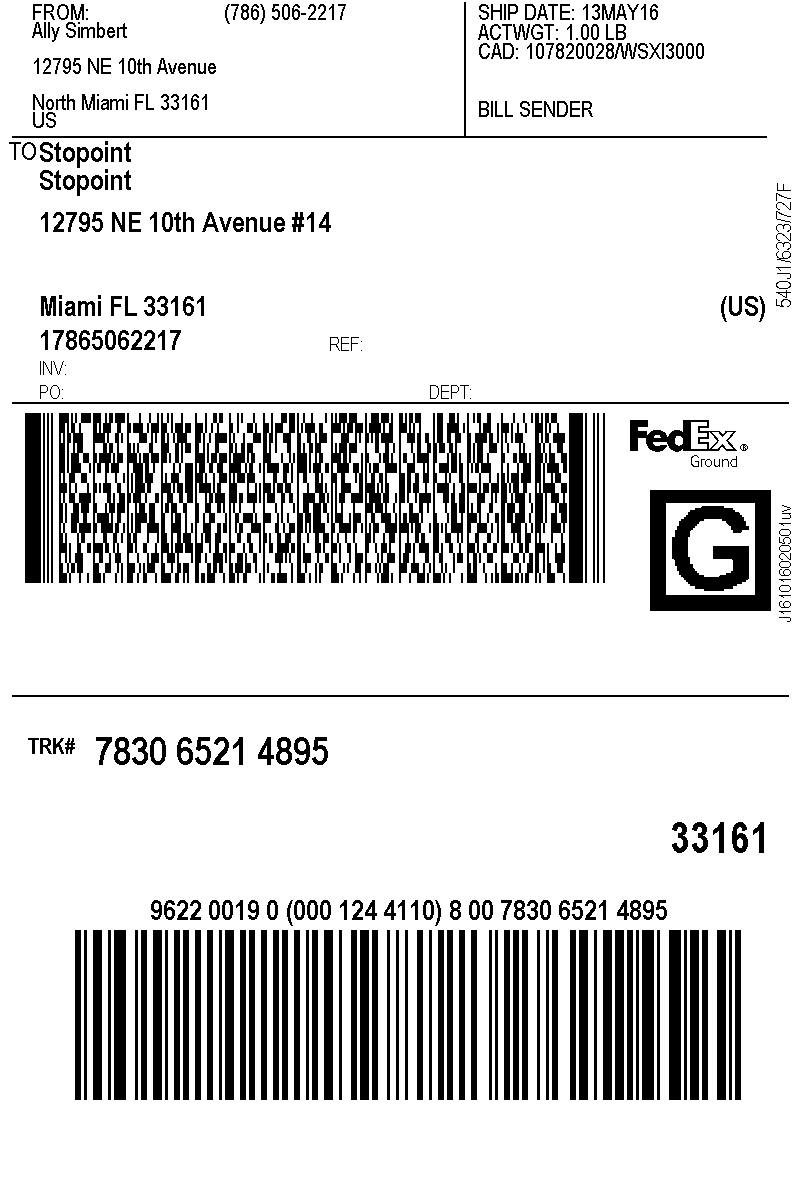 FROM: (786) 506-2217
Ally Simbert
12795 NE 10th Avenue
North Miami FL 33161
US
SHIP DATE: 13MAY16
ACTWGT: 1.00 LB
CAD: 107820028/WSXI3000
BILL SENDER
TO Stopoint
Stopoint
12795 NE 10th Avenue #14
Miami FL 33161 (US)
17865062217 REF:
INV:
PO: DEPT:
540J1/6323/727F
FedEx®
Ground
G
J161016020501uv
TRK# 7830 6521 4895
33161
9622 0019 0 (000 124 4110) 8 00 7830 6521 4895